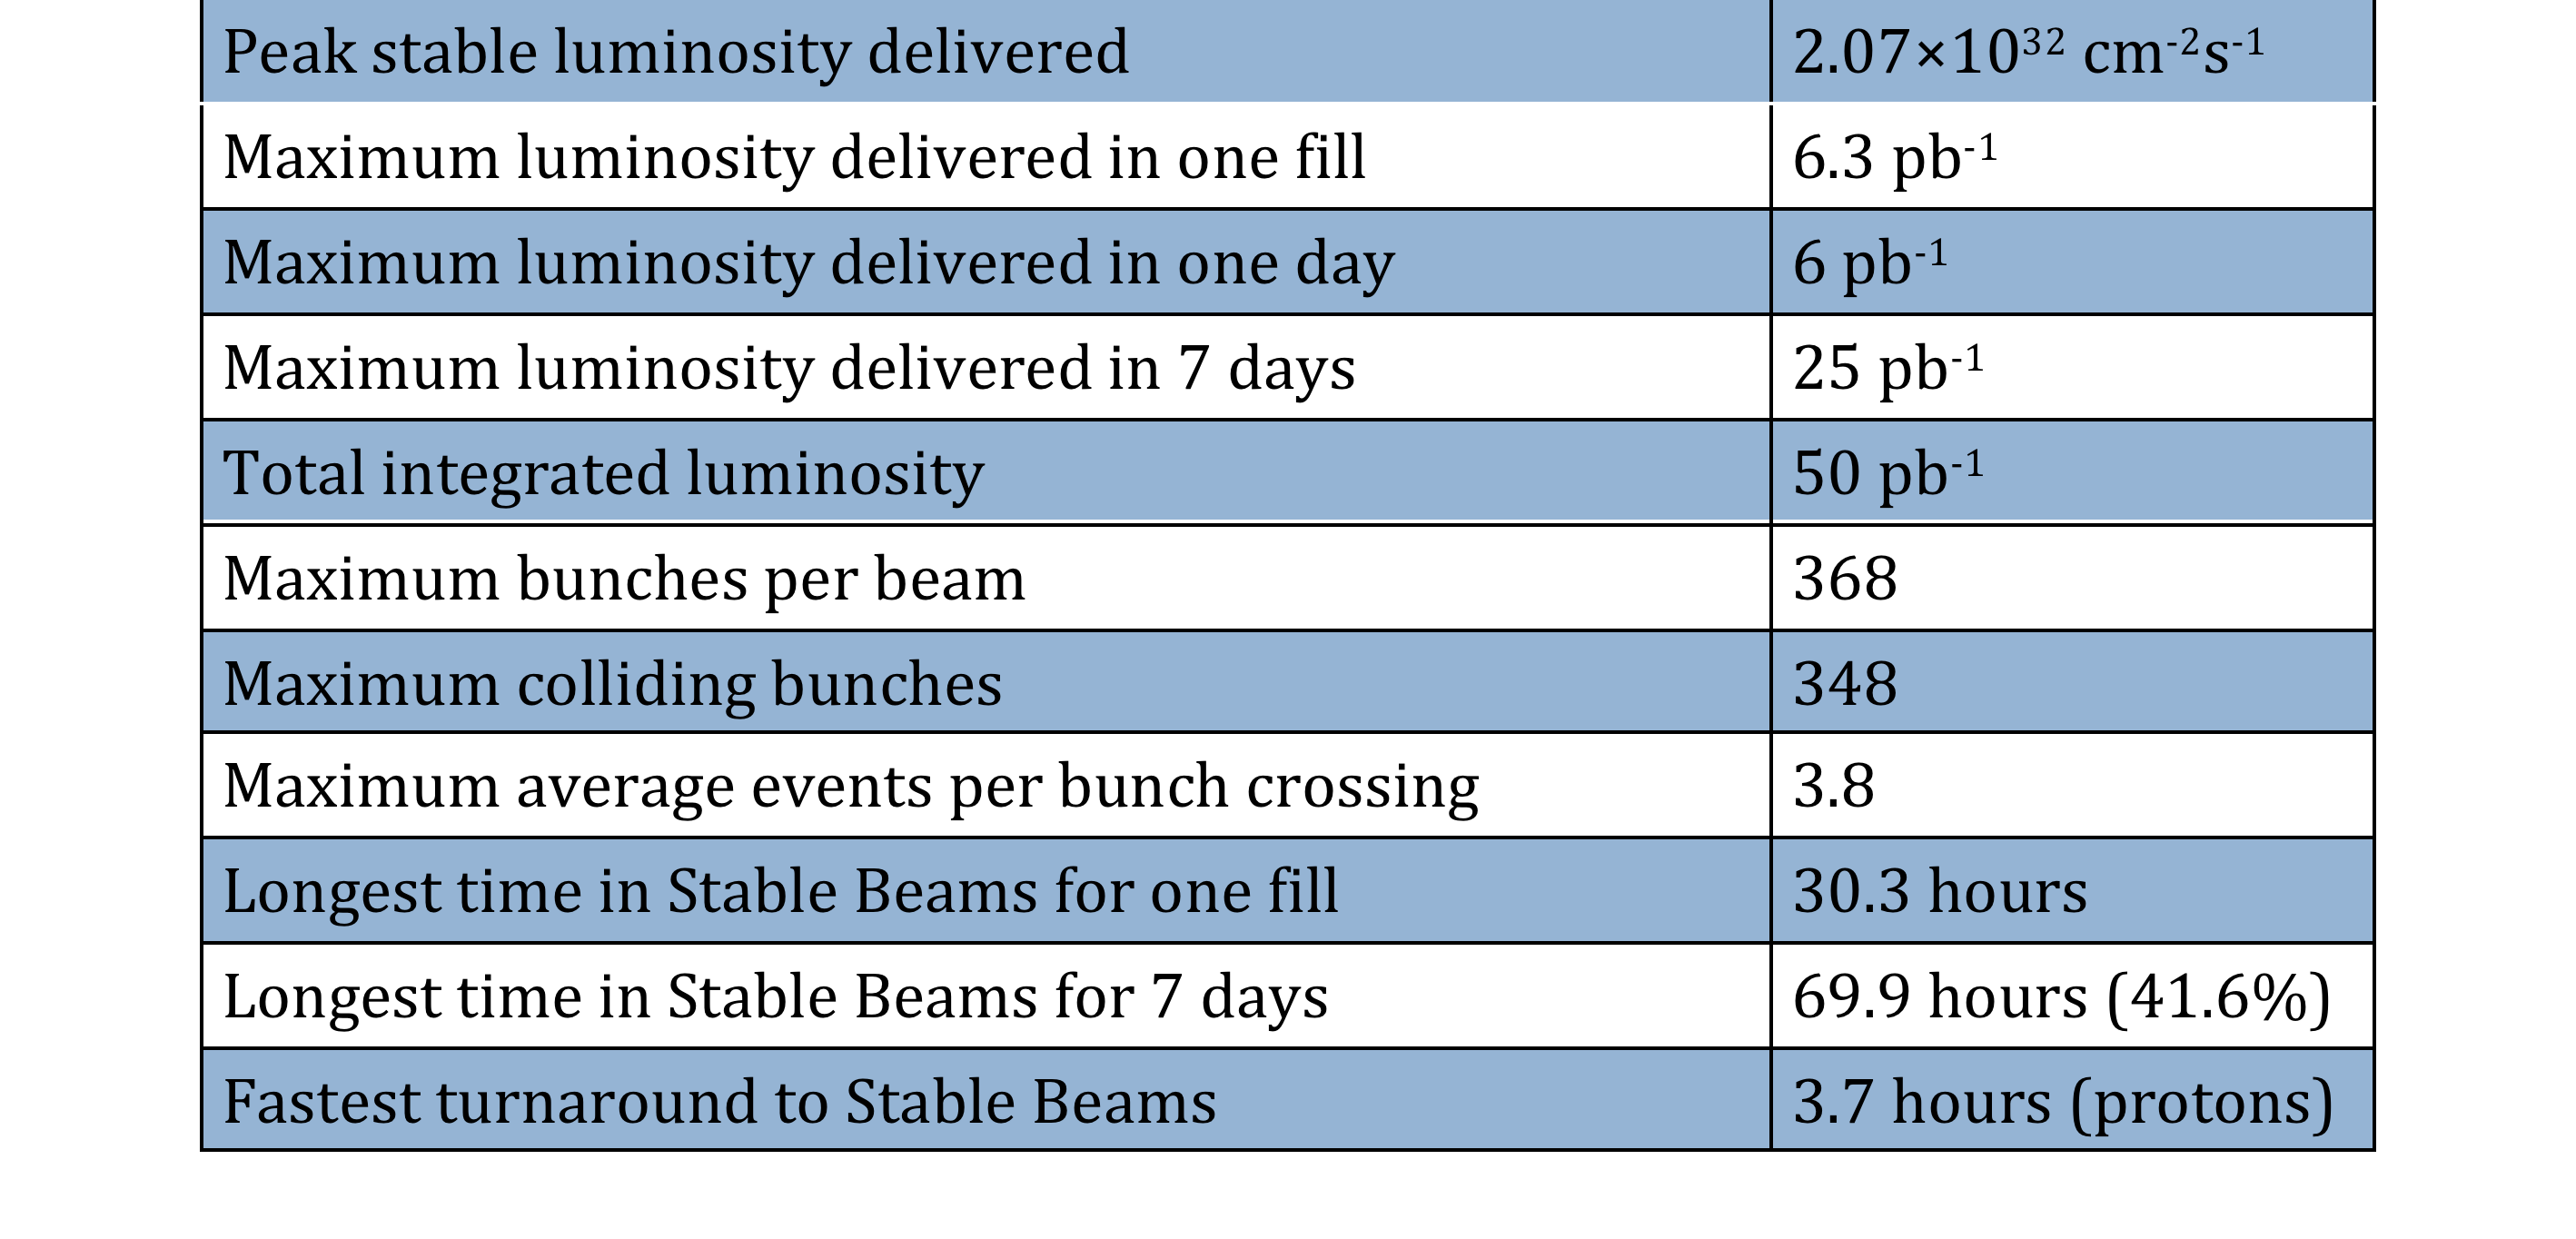 Peak stable luminosity delivered 2.07×10³² cm⁻²s⁻¹
Maximum luminosity delivered in one fill 6.3 pb⁻¹
Maximum luminosity delivered in one day 6 pb⁻¹
Maximum luminosity delivered in 7 days 25 pb⁻¹
Total integrated luminosity 50 pb⁻¹
Maximum bunches per beam 368
Maximum colliding bunches 348
Maximum average events per bunch crossing 3.8
Longest time in Stable Beams for one fill 30.3 hours
Longest time in Stable Beams for 7 days 69.9 hours (41.6%)
Fastest turnaround to Stable Beams 3.7 hours (protons)